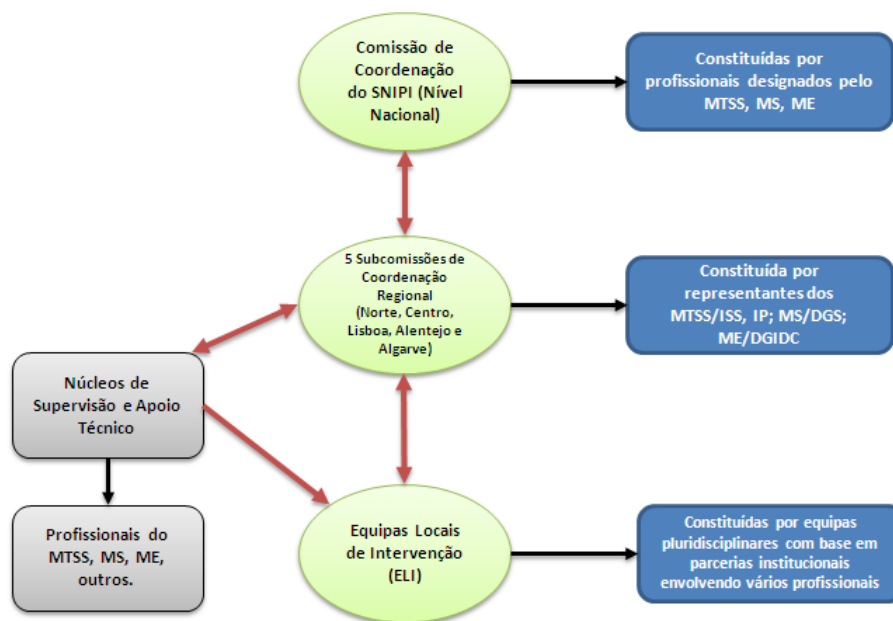 Comissão de
Coordenação
do SNIPI (Nível
Nacional)
Constituídas por
profissionais designados pelo
MTSS, MS, ME
5 Subcomissões de
Coordenação
Regional
(Norte, Centro,
Lisboa, Alentejo e
Algarve)
Constituída por
representantes dos
MTSS/ISS, IP; MS/DGS;
ME/DGIDC
Núcleos de
Supervisão e Apoio
Técnico
Profissionais do
MTSS, MS, ME,
outros.
Equipas Locais
de Intervenção
(ELI)
Constituídas por equipas
pluridisciplinares com base em
parcerias institucionais
envolvendo vários profissionais